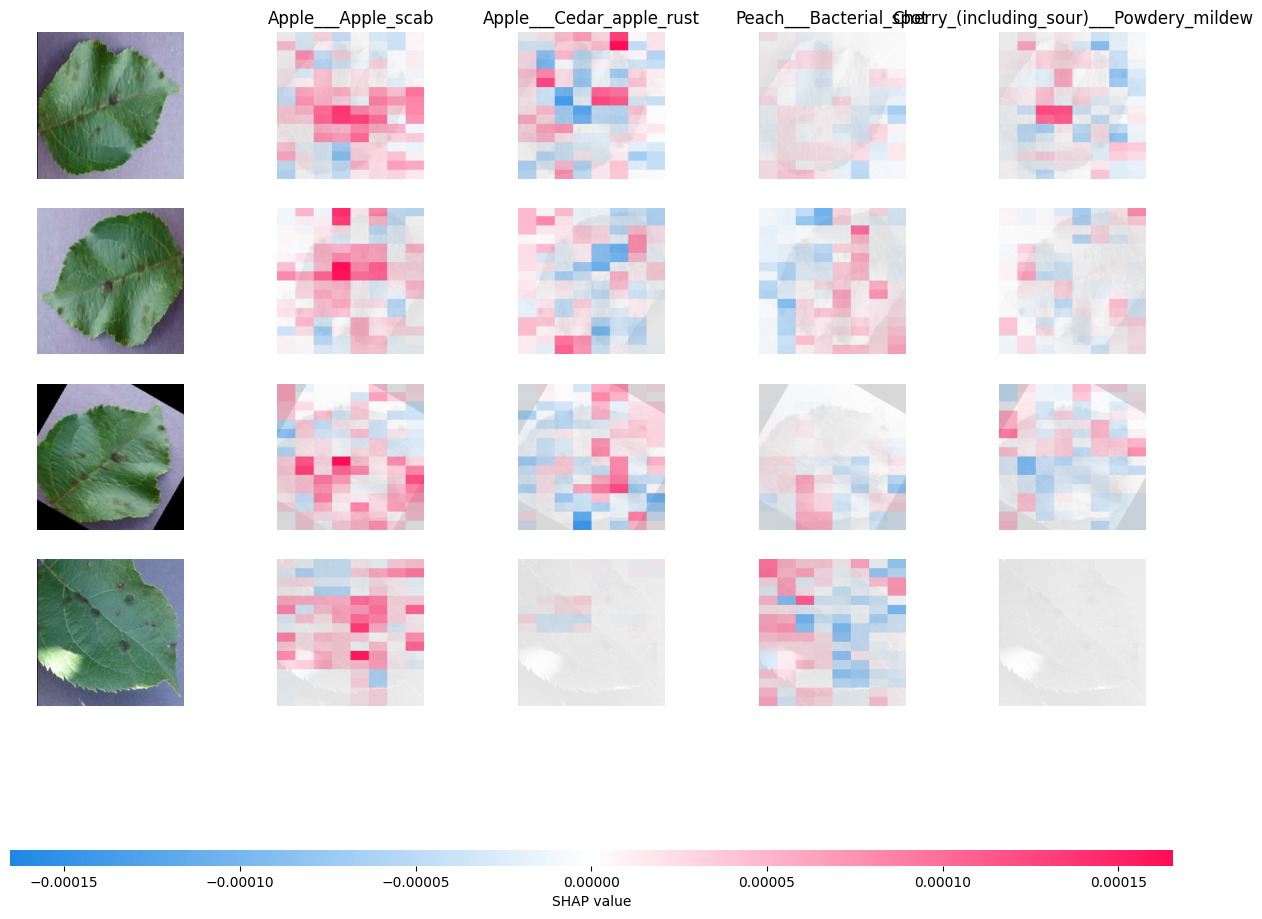 Apple___Apple_scab
Apple___Cedar_apple_rust
Peach___Bacterial_spot
Cherry_(including_sour)___Powdery_mildew
−0.00015 −0.00010 −0.00005 0.00000 0.00005 0.00010 0.00015
SHAP value